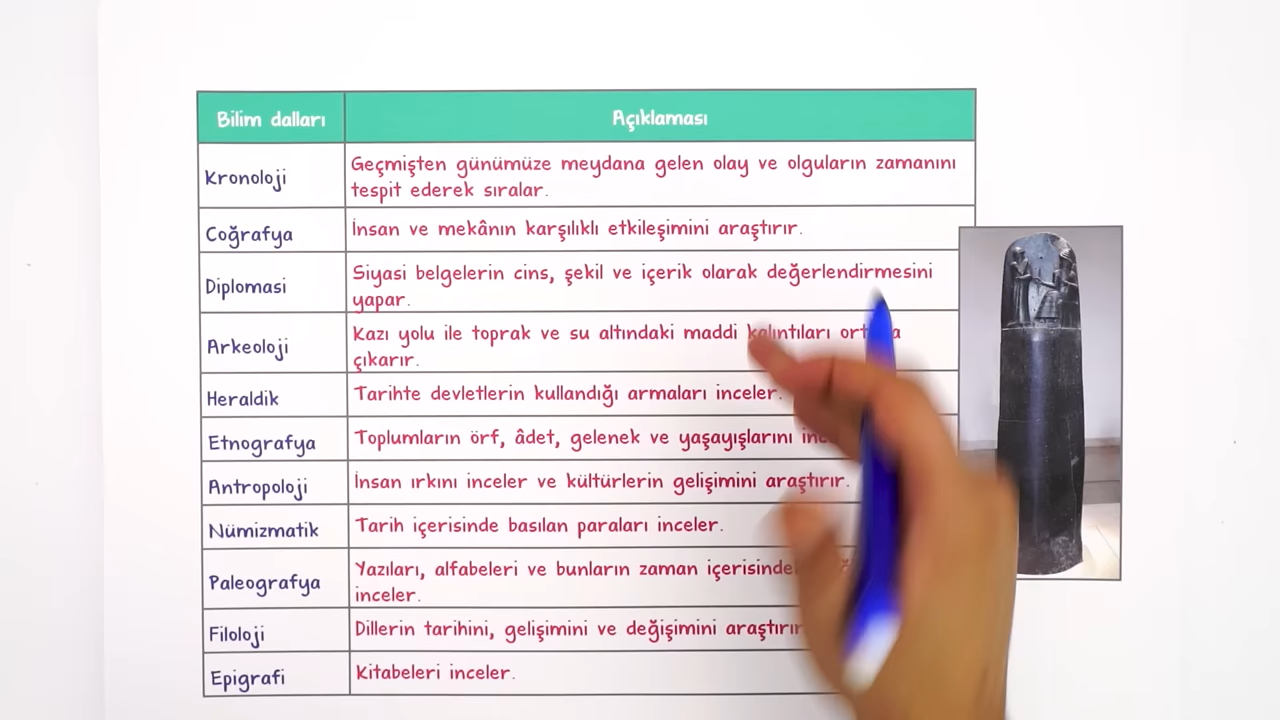 Bilim dalları
Açıklaması
Kronoloji
Geçmişten günümüze meydana gelen olay ve olguların zamanını
tespit ederek sıralar.
Coğrafya
İnsan ve mekânın karşılıklı etkileşimini araştırır.
Diplomasi
Siyasi belgelerin cins, şekil ve içerik olarak değerlendirmesini
yapar.
Arkeoloji
Kazı yolu ile toprak ve su altındaki maddi kalıntıları
çıkarır.
Heraldik
Tarihte devletlerin kullandığı armaları inceler.
Etnografya
Toplumların örf, âdet, gelenek ve yaşayışlarını
Antropoloji
İnsan ırkını inceler ve kültürlerin gelişimini araştırır.
Nümizmatik
Tarih içerisinde basılan paraları inceler.
Paleografya
Yazıları, alfabeleri ve bunların zaman
inceler.
Filoloji
Dillerin tarihini, gelişimini ve değişimini araştırır
Epigrafi
Kitabeleri inceler.